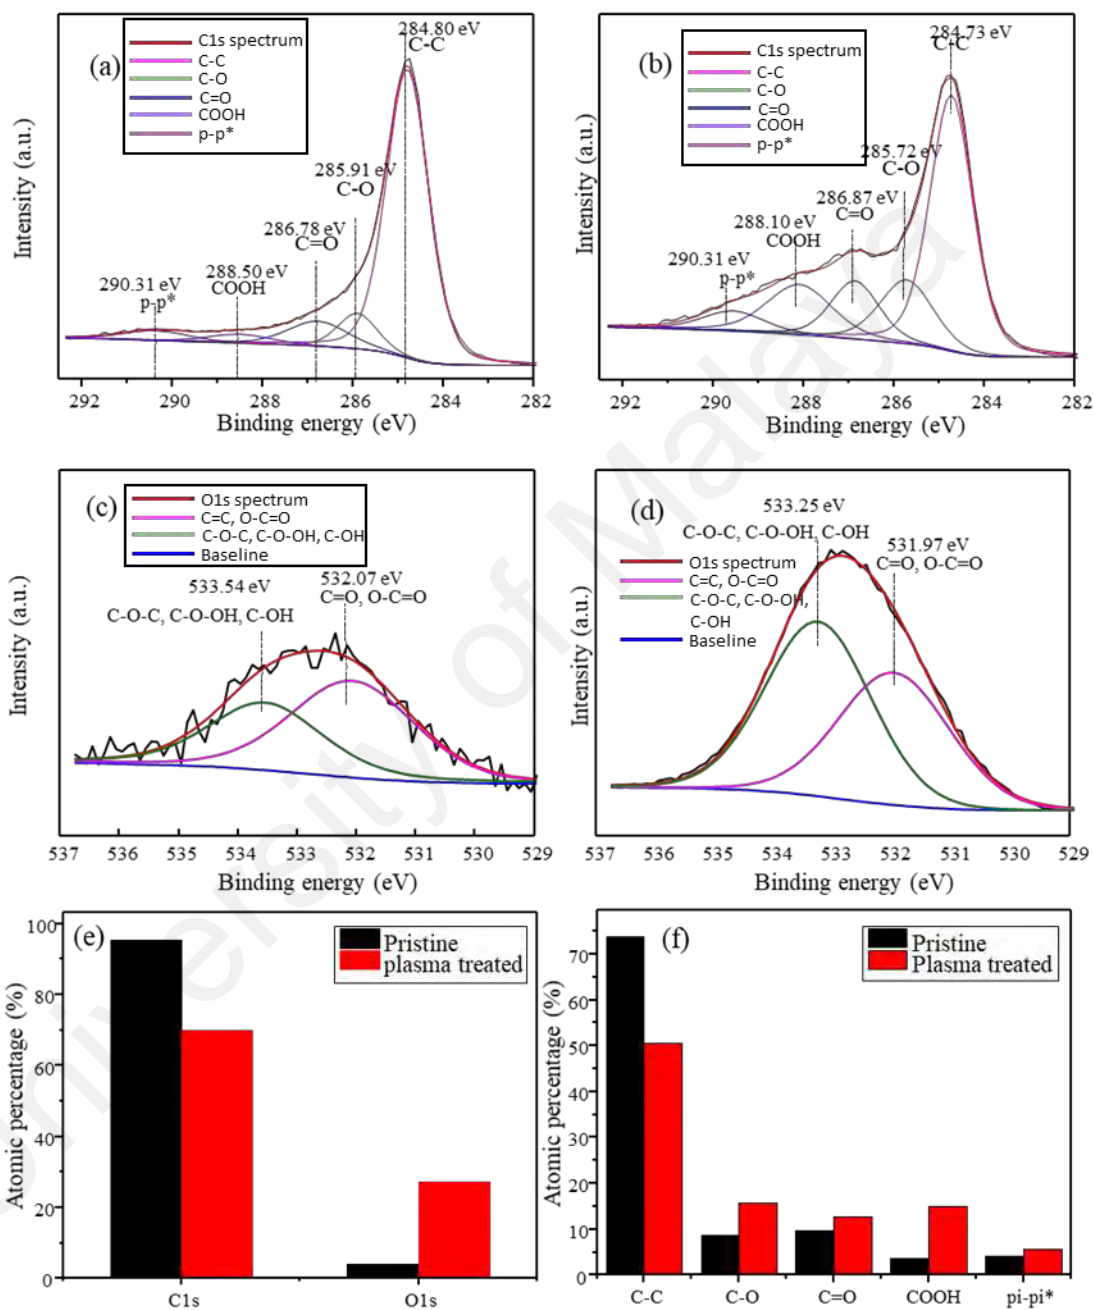 (a)
C1s spectrum
C-C
C-O
C=O
COOH
p-p*
284.80 eV
C-C
285.91 eV
C-O
286.78 eV
C=O
288.50 eV
COOH
290.31 eV
p-p*
Intensity (a.u.)
292 290 288 286 284 282
Binding energy (eV)
(b)
C1s spectrum
C-C
C-O
C=O
COOH
p-p*
284.73 eV
C-C
285.72 eV
C-O
286.87 eV
C=O
288.10 eV
COOH
290.31 eV
p-p*
Intensity (a.u.)
292 290 288 286 284 282
Binding energy (eV)
(c)
O1s spectrum
C=C, O-C=O
C-O-C, C-O-OH, C-OH
Baseline
533.54 eV
C-O-C, C-O-OH, C-OH
532.07 eV
C=O, O-C=O
Intensity (a.u.)
537 536 535 534 533 532 531 530 529
Binding energy (eV)
(d)
533.25 eV
C-O-C, C-O-OH, C-OH
531.97 eV
C=O, O-C=O
O1s spectrum
C=C, O-C=O
C-O-C, C-O-OH,
C-OH
Baseline
Intensity (a.u.)
537 536 535 534 533 532 531 530 529
Binding energy (eV)
(e)
Pristine
plasma treated
Atomic percentage (%)
100
80
60
40
20
0
C1s O1s
(f)
Pristine
Plasma treated
Atomic percentage (%)
70
60
50
40
30
20
10
0
C-C C-O C=O COOH pi-pi*
University of Malaya